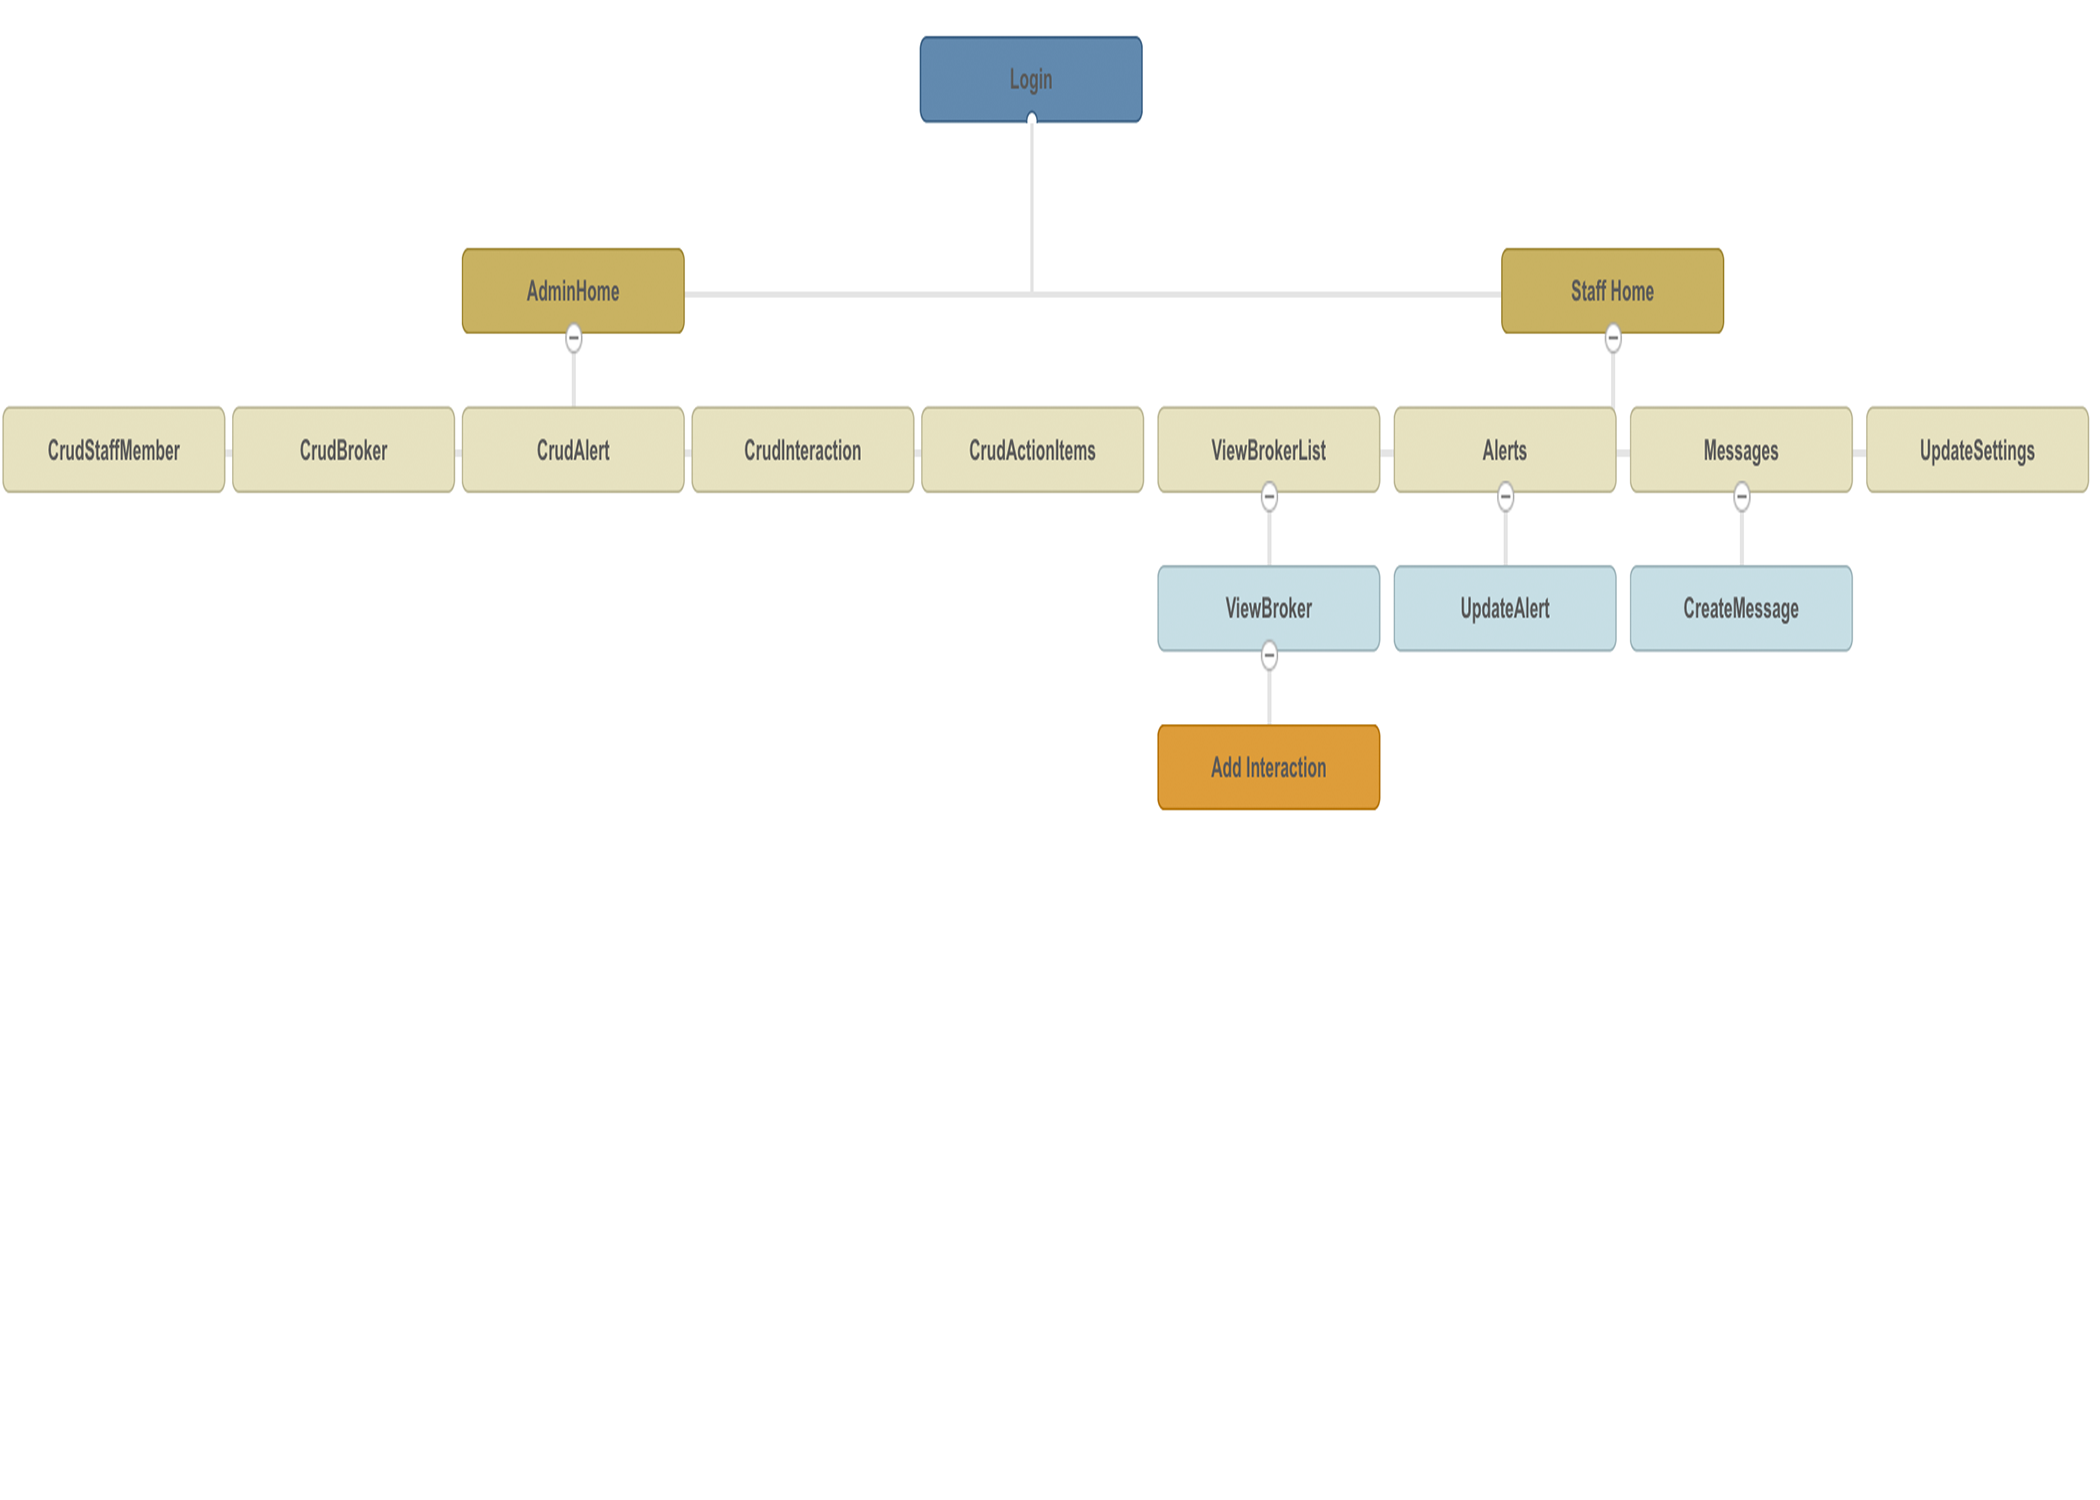 Login
AdminHome
Staff Home
CrudStaffMember
CrudBroker
CrudAlert
CrudInteraction
CrudActionItems
ViewBrokerList
Alerts
Messages
UpdateSettings
ViewBroker
UpdateAlert
CreateMessage
Add Interaction